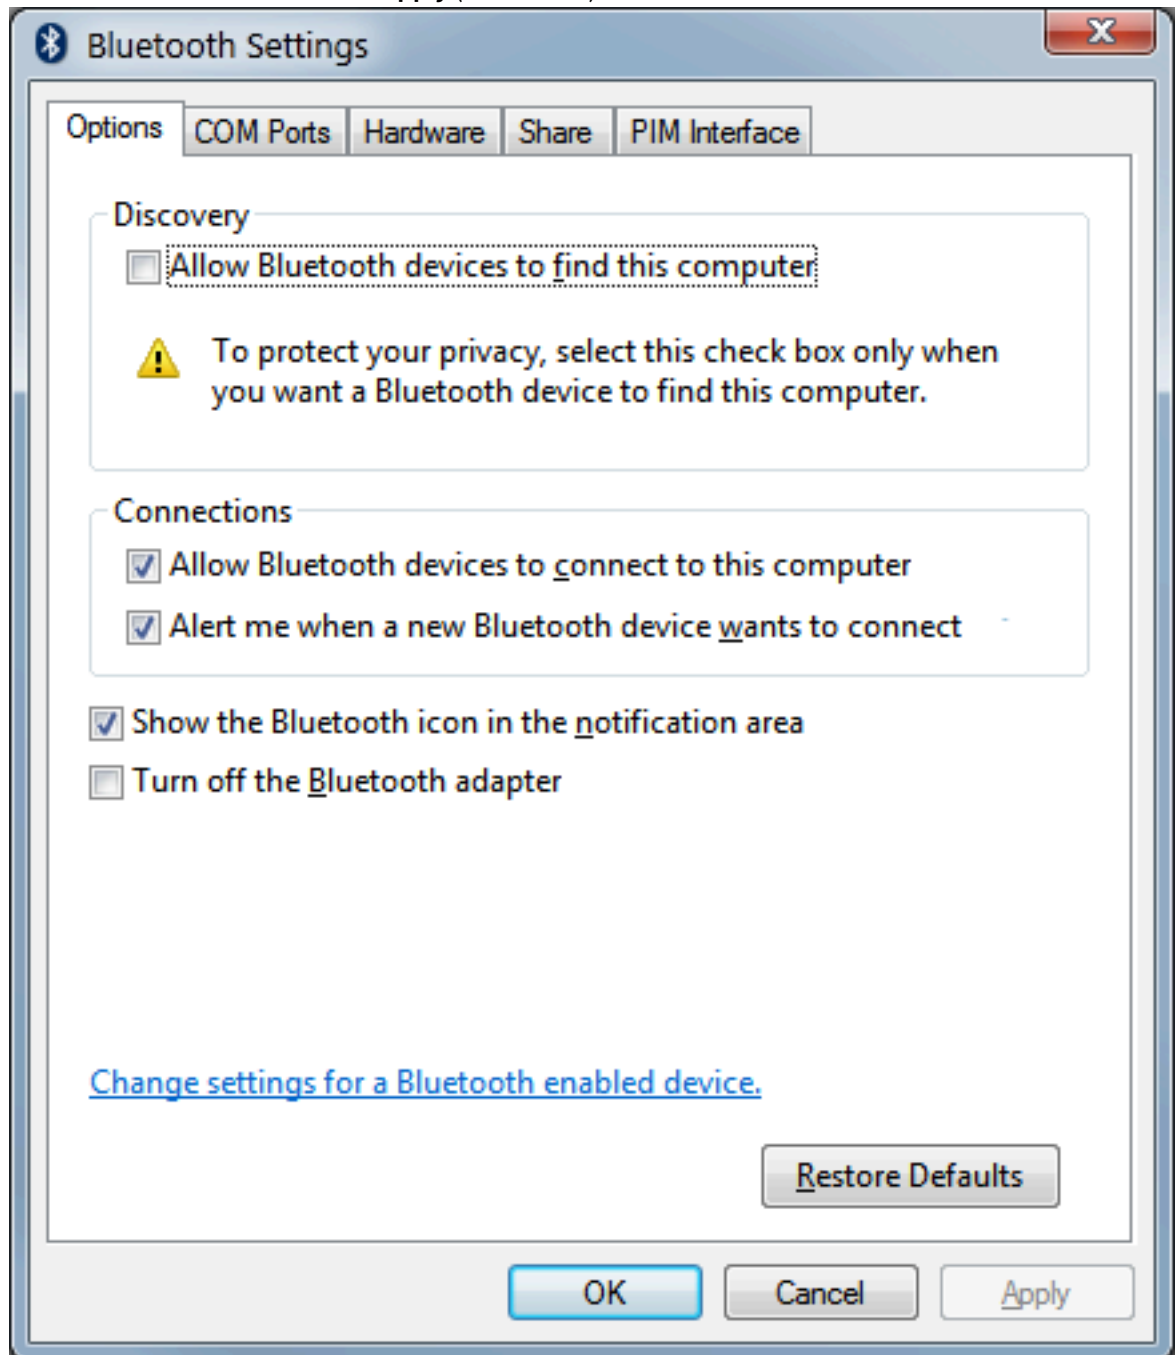 Bluetooth Settings
Options COM Ports Hardware Share PIM Interface
Discovery
Allow Bluetooth devices to find this computer
To protect your privacy, select this check box only when
you want a Bluetooth device to find this computer.
Connections
Allow Bluetooth devices to connect to this computer
Alert me when a new Bluetooth device wants to connect
Show the Bluetooth icon in the notification area
Turn off the Bluetooth adapter
Change settings for a Bluetooth enabled device.
Restore Defaults
OK Cancel Apply